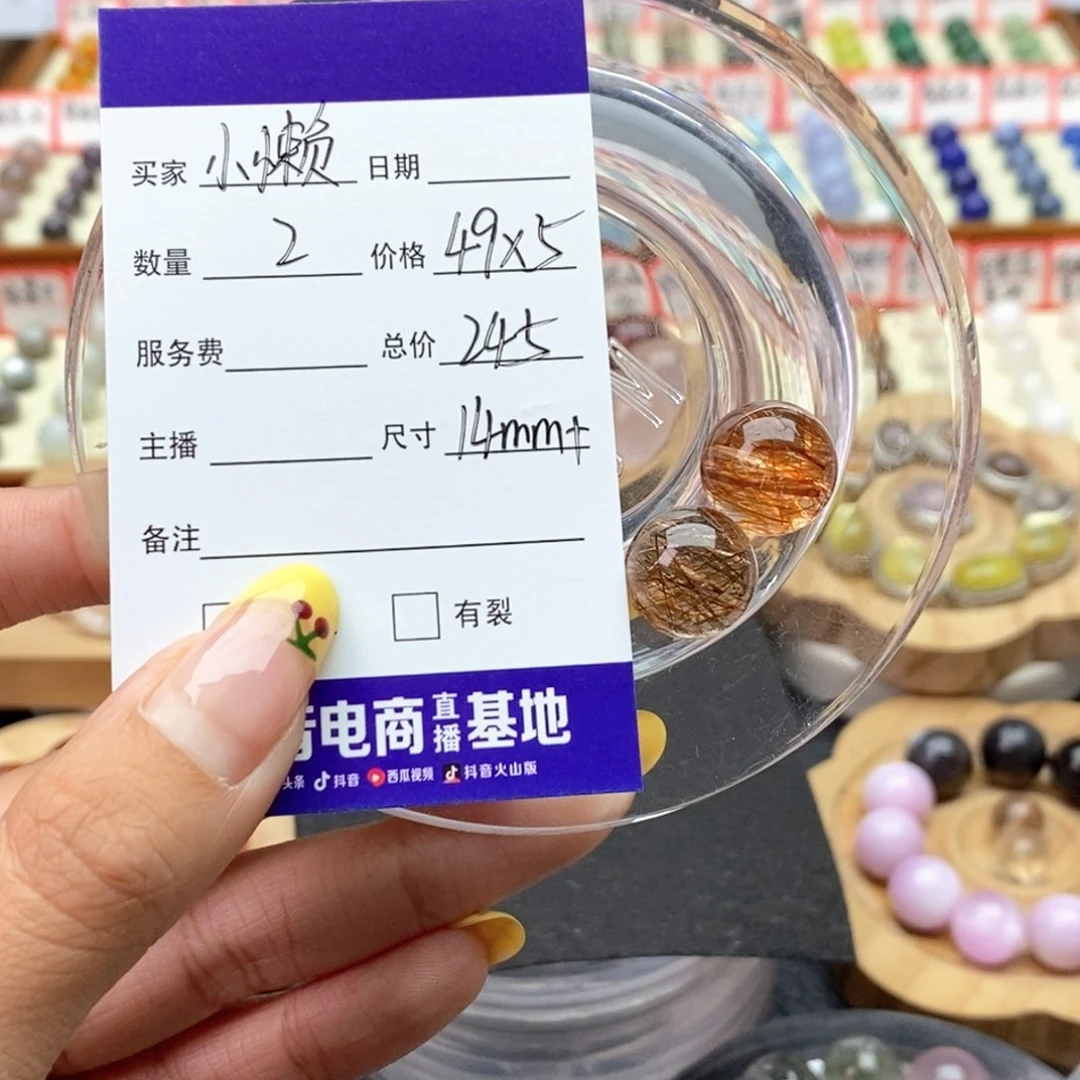 买家 小懒 日期
数量 2 价格 49x5
服务费 总价 245
主播 尺寸 14mm+
备注
有裂
电商直播基地
头条 抖音 西瓜视频 抖音火山版